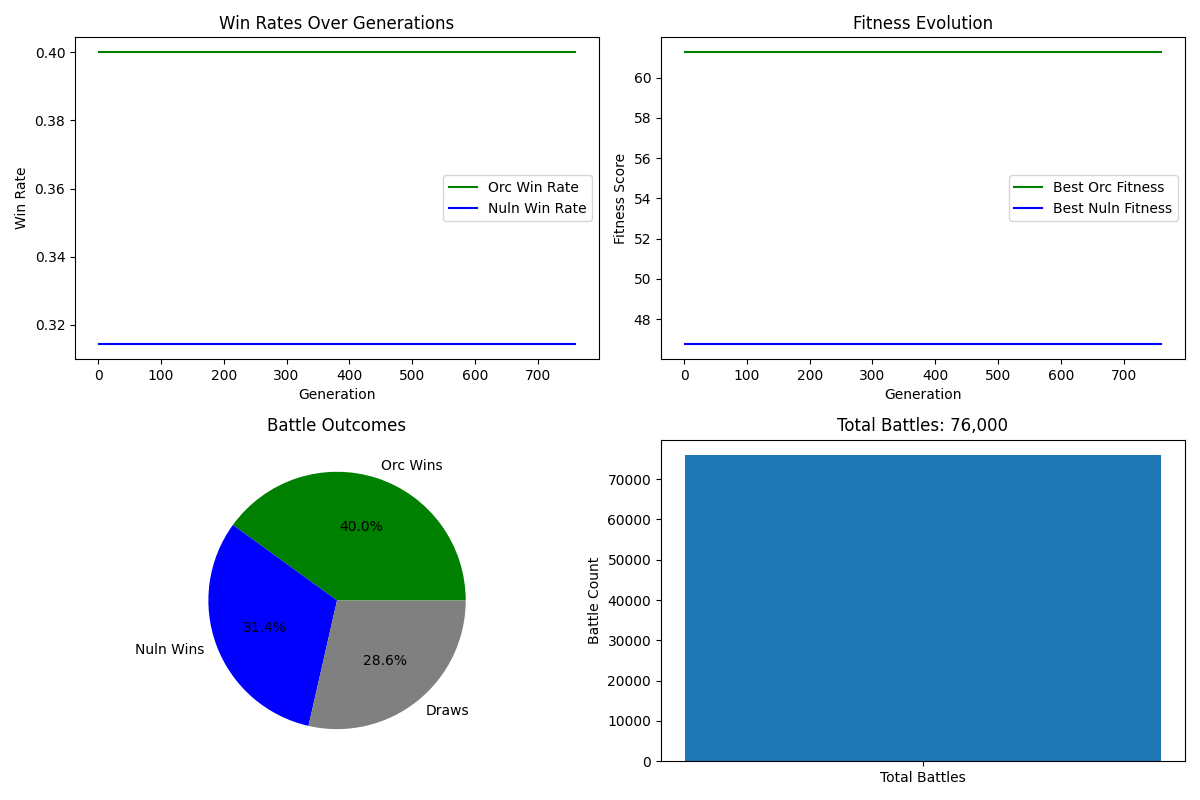 Win Rates Over Generations
0.40
0.38
0.36
0.34
0.32
Win Rate
Orc Win Rate
Nuln Win Rate
0 100 200 300 400 500 600 700
Generation
Fitness Evolution
60
58
56
54
52
50
48
Fitness Score
Best Orc Fitness
Best Nuln Fitness
0 100 200 300 400 500 600 700
Generation
Battle Outcomes
Orc Wins
40.0%
Nuln Wins
31.4%
28.6%
Draws
Total Battles: 76,000
70000
60000
50000
40000
30000
20000
10000
0
Battle Count
Total Battles